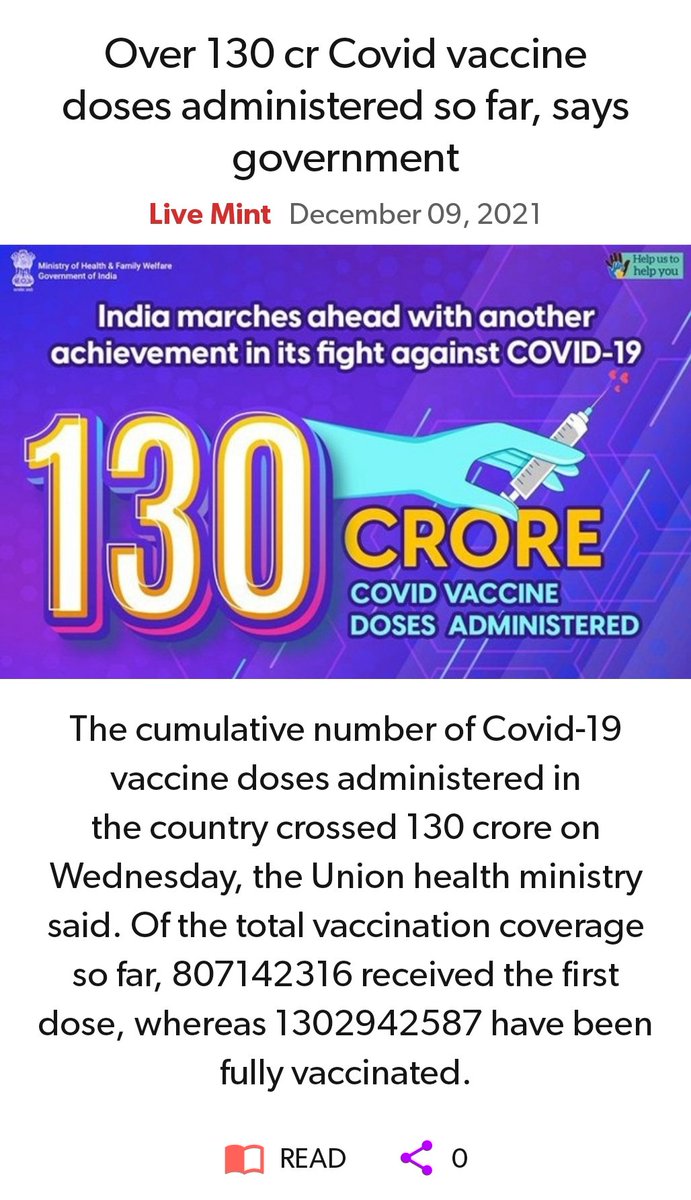 Over 130 cr Covid vaccine
doses administered so far, says
government
Live Mint December 09, 2021
Ministry of Health & Family Welfare
Government of India
Help us to
help you
India marches ahead with another
achievement in its fight against COVID-19
130
CRORE
COVID VACCINE
DOSES ADMINISTERED
The cumulative number of Covid-19
vaccine doses administered in
the country crossed 130 crore on
Wednesday, the Union health ministry
said. Of the total vaccination coverage
so far, 807142316 received the first
dose, whereas 1302942587 have been
fully vaccinated.
READ 0